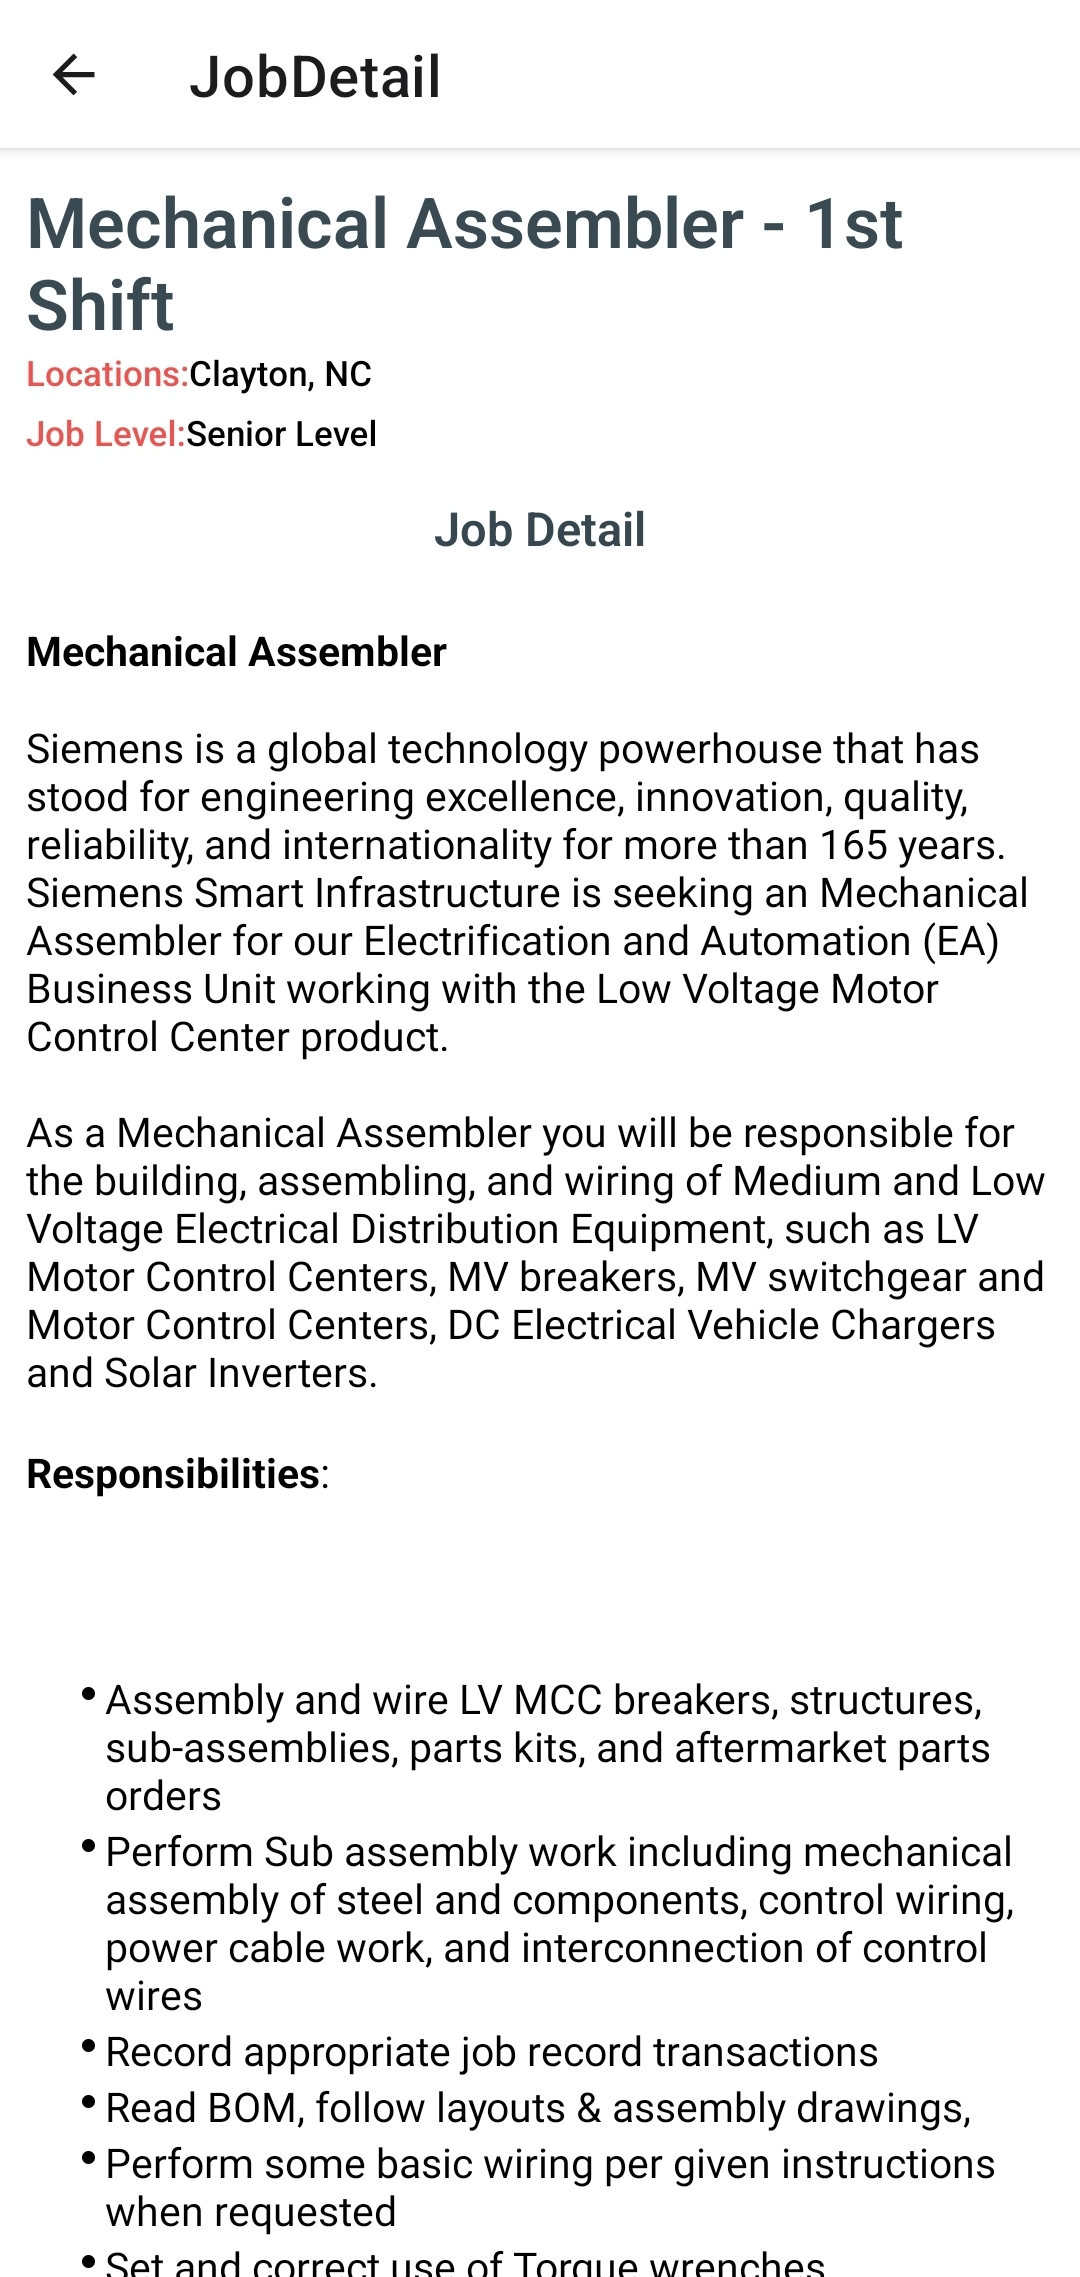 JobDetail
Mechanical Assembler - 1st
Shift
Locations:Clayton, NC
Job Level:Senior Level
Job Detail
Mechanical Assembler
Siemens is a global technology powerhouse that has
stood for engineering excellence, innovation, quality,
reliability, and internationality for more than 165 years.
Siemens Smart Infrastructure is seeking an Mechanical
Assembler for our Electrification and Automation (EA)
Business Unit working with the Low Voltage Motor
Control Center product.
As a Mechanical Assembler you will be responsible for
the building, assembling, and wiring of Medium and Low
Voltage Electrical Distribution Equipment, such as LV
Motor Control Centers, MV breakers, MV switchgear and
Motor Control Centers, DC Electrical Vehicle Chargers
and Solar Inverters.
Responsibilities:
• Assembly and wire LV MCC breakers, structures,
sub-assemblies, parts kits, and aftermarket parts
orders
• Perform Sub assembly work including mechanical
assembly of steel and components, control wiring,
power cable work, and interconnection of control
wires
• Record appropriate job record transactions
• Read BOM, follow layouts & assembly drawings,
• Perform some basic wiring per given instructions
when requested
• Set and correct use of Torque wrenches